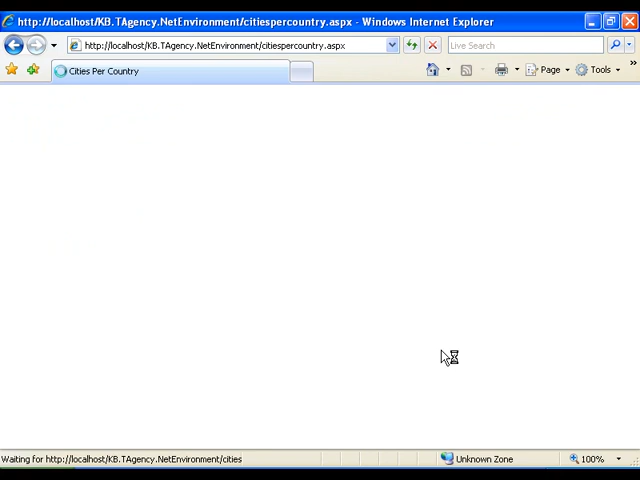 http://localhost/KB.TAgency.NetEnvironment/citiespercountry.aspx - Windows Internet Explorer
http://localhost/KB.TAgency.NetEnvironment/citiespercountry.aspx
Live Search
Cities Per Country
Page
Tools
Waiting for http://localhost/KB.TAgency.NetEnvironment/cities
Unknown Zone
100%